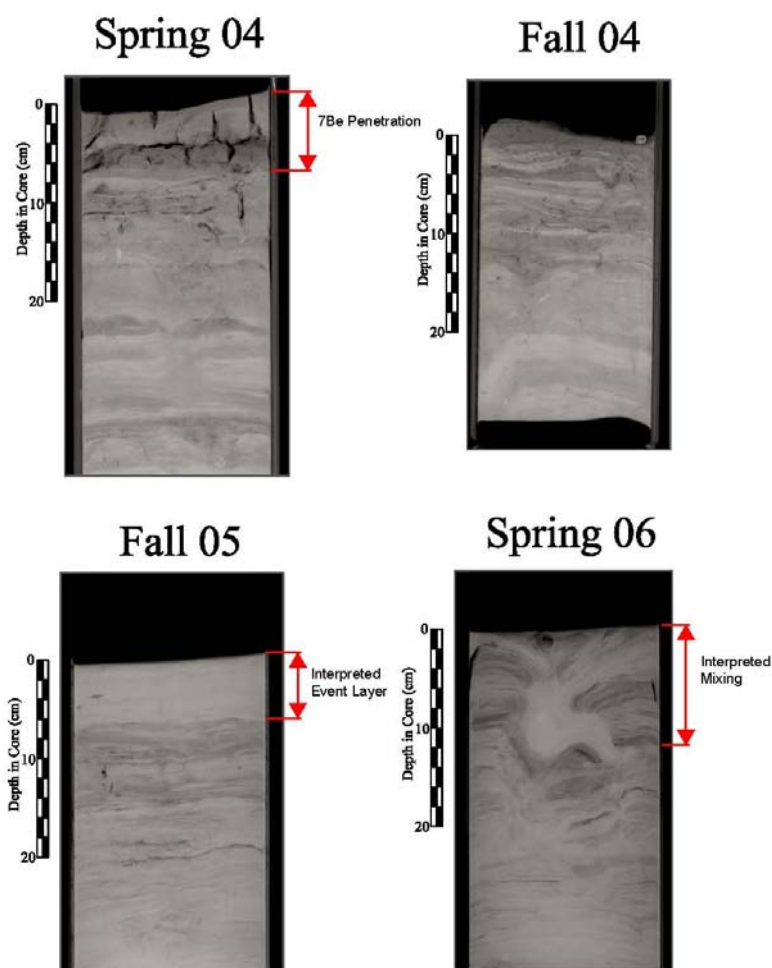 Spring 04
0
10
20
Depth in Core (cm)
7Be Penetration
Fall 04
0
10
20
Depth in Core (cm)
Fall 05
0
10
20
Depth in Core (cm)
Interpreted
Event Layer
Spring 06
0
10
20
Depth in Core (cm)
Interpreted
Mixing